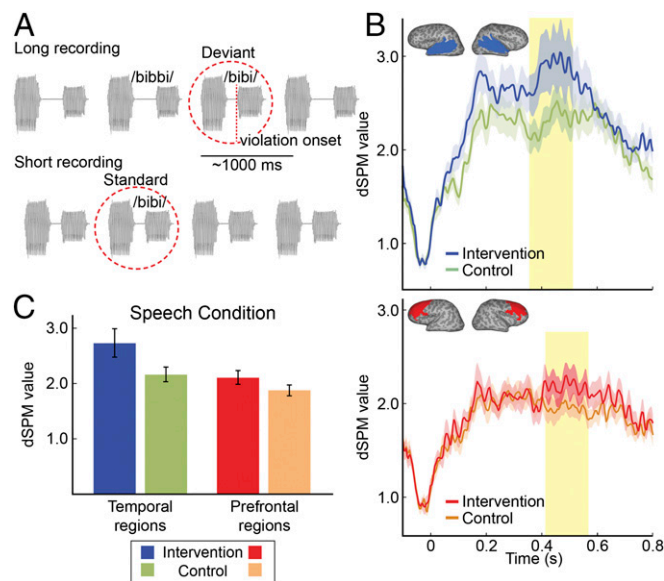 A
Long recording
Deviant
/bibbi/
/bibi/
violation onset
~1000 ms
Short recording
Standard
/bibi/
B
3.0
2.0
1.0
dSPM value
Intervention
Control
3.0
2.0
1.0
dSPM value
Intervention
Control
0
0.2
0.4
0.6
0.8
Time (s)
C
Speech Condition
3.0
2.0
1.0
dSPM value
Temporal regions
Prefrontal regions
Intervention
Control